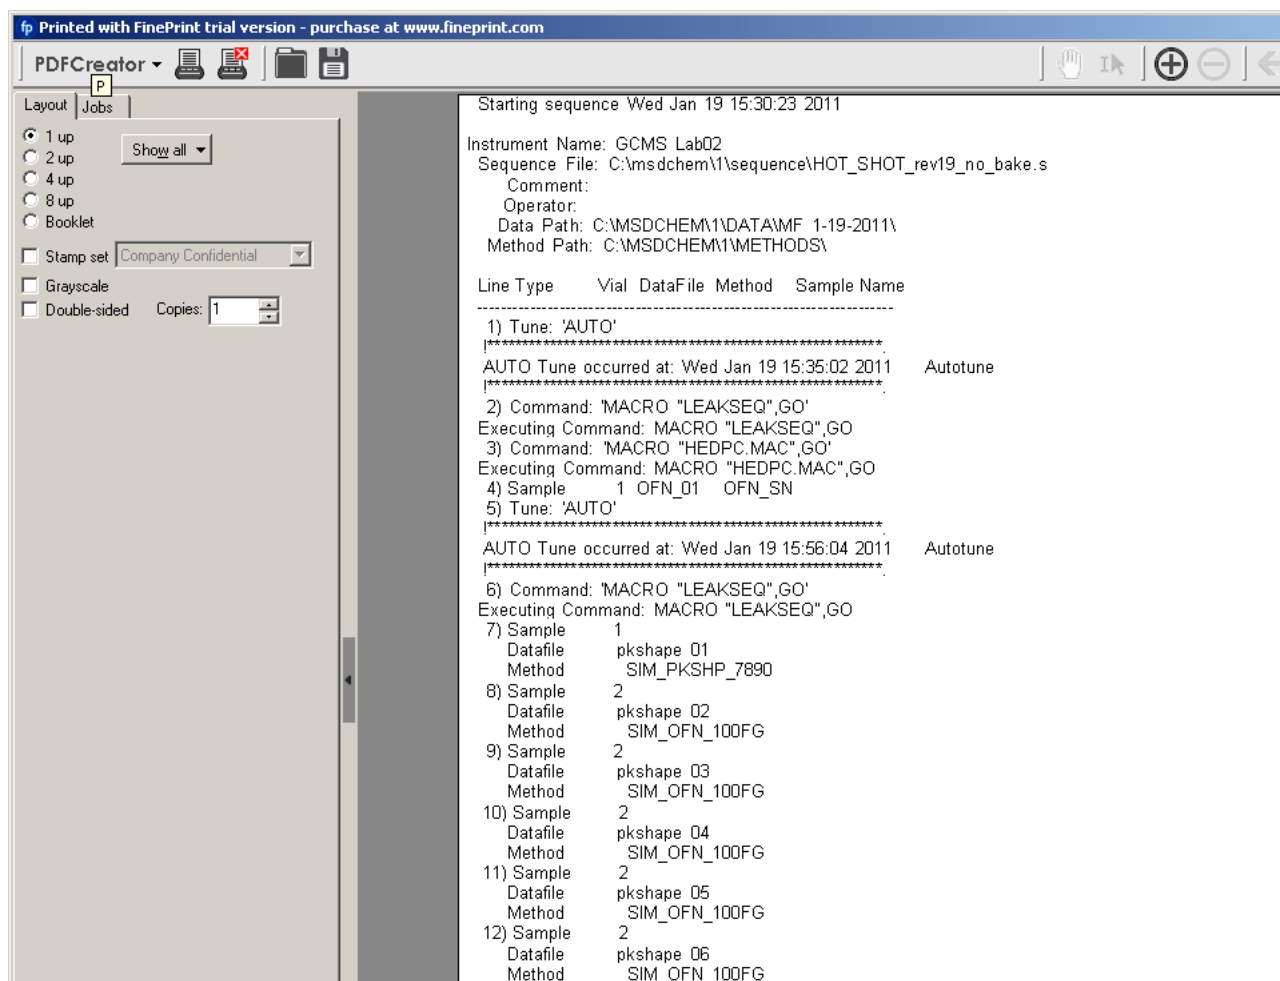 fp Printed with FinePrint trial version - purchase at www.fineprint.com
PDFCreator
P
Layout Jobs
1 up
2 up
4 up
8 up
Booklet
Show all
Stamp set Company Confidential
Grayscale
Double-sided Copies: 1
Starting sequence Wed Jan 19 15:30:23 2011
Instrument Name: GCMS Lab02
Sequence File: C:\msdchem\1\sequence\HOT_SHOT_rev19_no_bake.s
Comment:
Operator:
Data Path: C:\MSDCHEM\1\DATA\MF 1-19-2011\
Method Path: C:\MSDCHEM\1\METHODS\
Line Type Vial DataFile Method Sample Name
----------------------------------------------------------------------
1) Tune: 'AUTO'
!*********************************************************.
AUTO Tune occurred at: Wed Jan 19 15:35:02 2011 Autotune
!*********************************************************.
2) Command: 'MACRO "LEAKSEQ",GO'
Executing Command: MACRO "LEAKSEQ",GO
3) Command: 'MACRO "HEDPC.MAC",GO'
Executing Command: MACRO "HEDPC.MAC",GO
4) Sample 1 OFN_01 OFN_SN
5) Tune: 'AUTO'
!*********************************************************.
AUTO Tune occurred at: Wed Jan 19 15:56:04 2011 Autotune
!*********************************************************.
6) Command: 'MACRO "LEAKSEQ",GO'
Executing Command: MACRO "LEAKSEQ",GO
7) Sample 1
Datafile pkshape 01
Method SIM_PKSHP_7890
8) Sample 2
Datafile pkshape 02
Method SIM_OFN_100FG
9) Sample 2
Datafile pkshape 03
Method SIM_OFN_100FG
10) Sample 2
Datafile pkshape 04
Method SIM_OFN_100FG
11) Sample 2
Datafile pkshape 05
Method SIM_OFN_100FG
12) Sample 2
Datafile pkshape 06
Method SIM_OFN_100FG